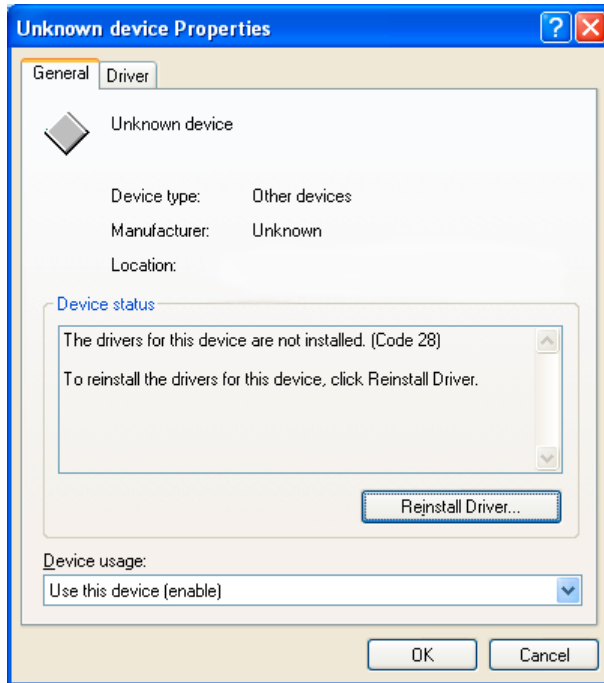 Unknown device Properties
General Driver
Unknown device
Device type: Other devices
Manufacturer: Unknown
Location:
Device status
The drivers for this device are not installed. (Code 28)
To reinstall the drivers for this device, click Reinstall Driver.
Reinstall Driver...
Device usage:
Use this device (enable)
OK Cancel